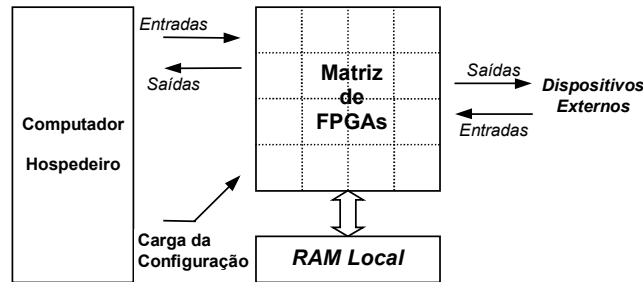 Entradas
Saídas
Computador
Hospedeiro
Carga da
Configuração
Matriz
de
FPGAs
RAM Local
Saídas
Entradas
Dispositivos
Externos